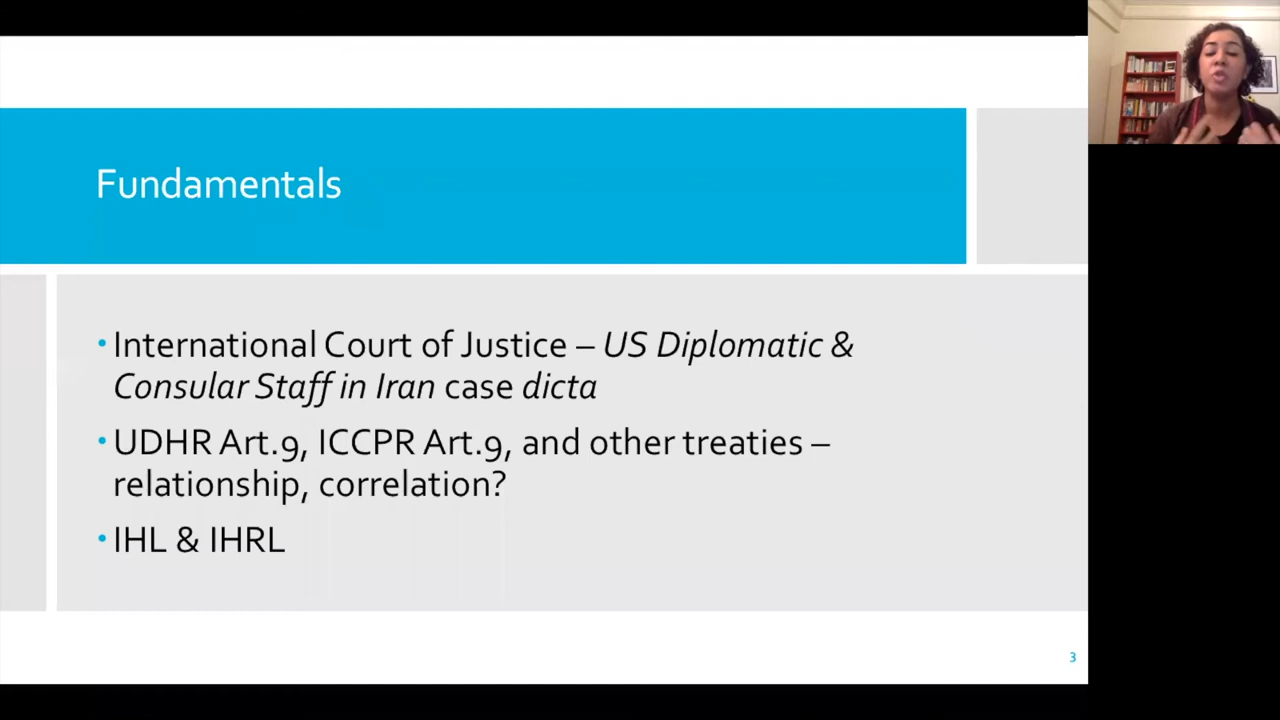 Fundamentals
• International Court of Justice – US Diplomatic &
Consular Staff in Iran case dicta
• UDHR Art.9, ICCPR Art.9, and other treaties –
relationship, correlation?
• IHL & IHRL
3